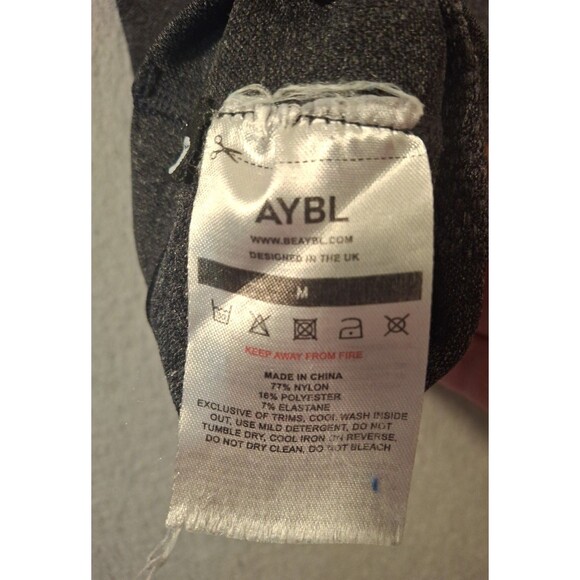 AYBL
WWW.BEAYBL.COM
DESIGNED IN THE UK
M
KEEP AWAY FROM FIRE
MADE IN CHINA
77% NYLON
16% POLYESTER
7% ELASTANE
EXCLUSIVE OF TRIMS, COOL WASH INSIDE
OUT, USE MILD DETERGENT, DO NOT
TUMBLE DRY, COOL IRON ON REVERSE,
DO NOT DRY CLEAN, DO NOT BLEACH